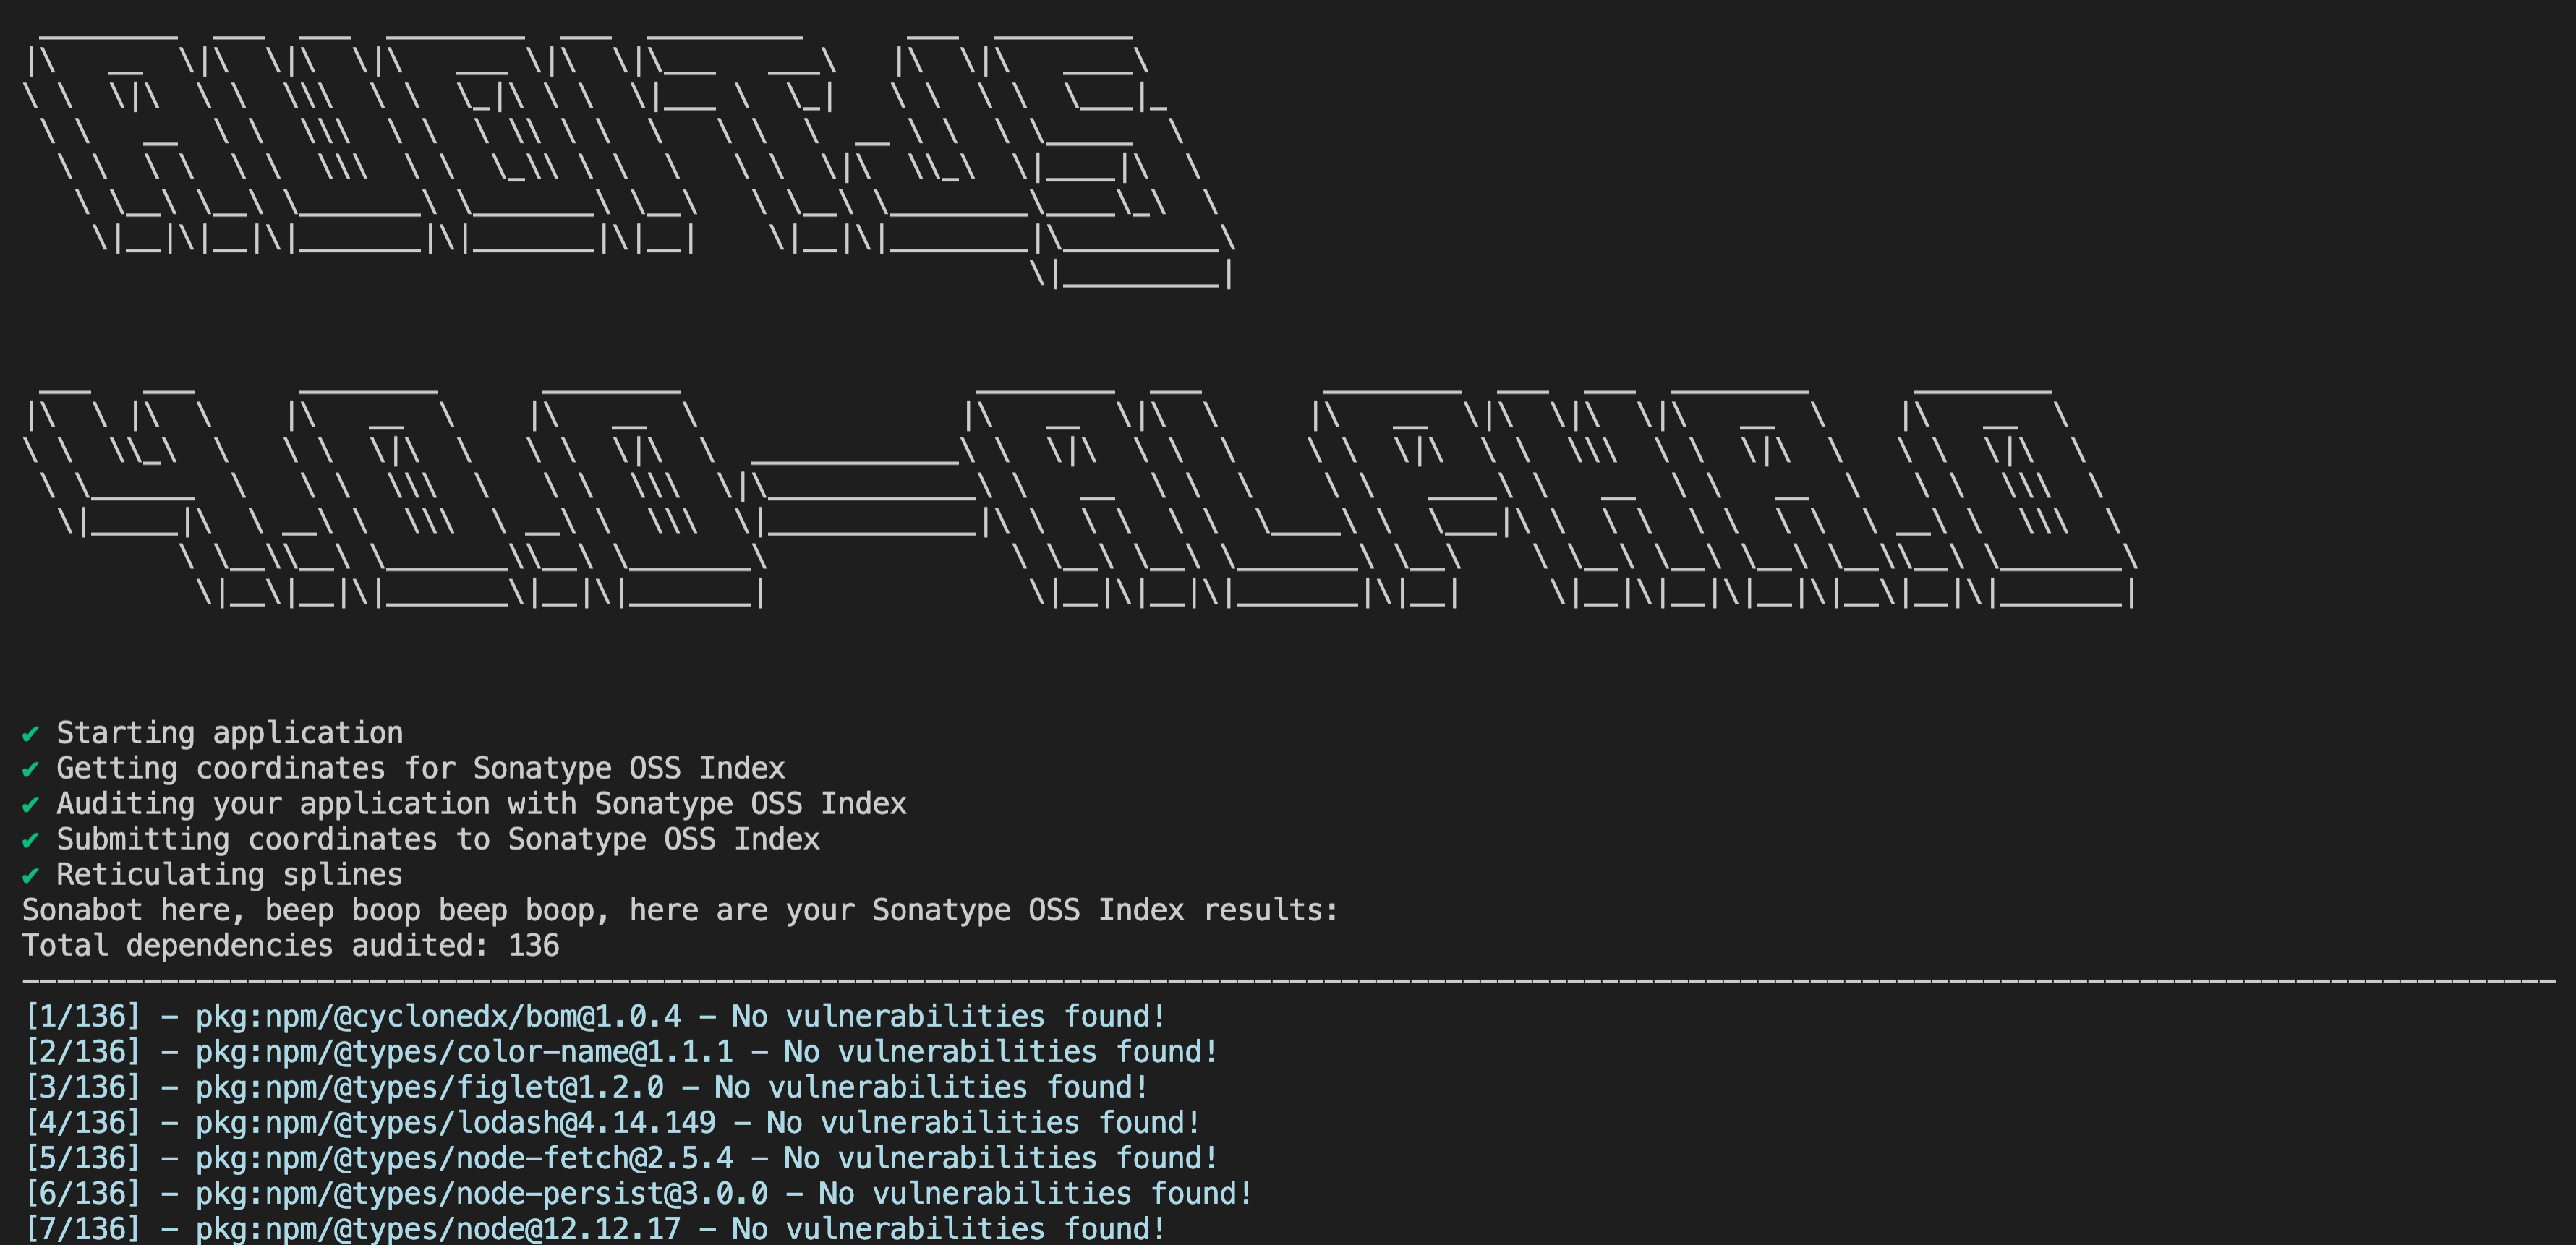 AUDITJS
4.0.0-ALPHA.0
✔ Starting application
✔ Getting coordinates for Sonatype OSS Index
✔ Auditing your application with Sonatype OSS Index
✔ Submitting coordinates to Sonatype OSS Index
✔ Reticulating splines
Sonabot here, beep boop beep boop, here are your Sonatype OSS Index results:
Total dependencies audited: 136
[1/136] - pkg:npm/@cyclonedx/bom@1.0.4 - No vulnerabilities found!
[2/136] - pkg:npm/@types/color-name@1.1.1 - No vulnerabilities found!
[3/136] - pkg:npm/@types/figlet@1.2.0 - No vulnerabilities found!
[4/136] - pkg:npm/@types/lodash@4.14.149 - No vulnerabilities found!
[5/136] - pkg:npm/@types/node-fetch@2.5.4 - No vulnerabilities found!
[6/136] - pkg:npm/@types/node-persist@3.0.0 - No vulnerabilities found!
[7/136] - pkg:npm/@types/node@12.12.17 - No vulnerabilities found!